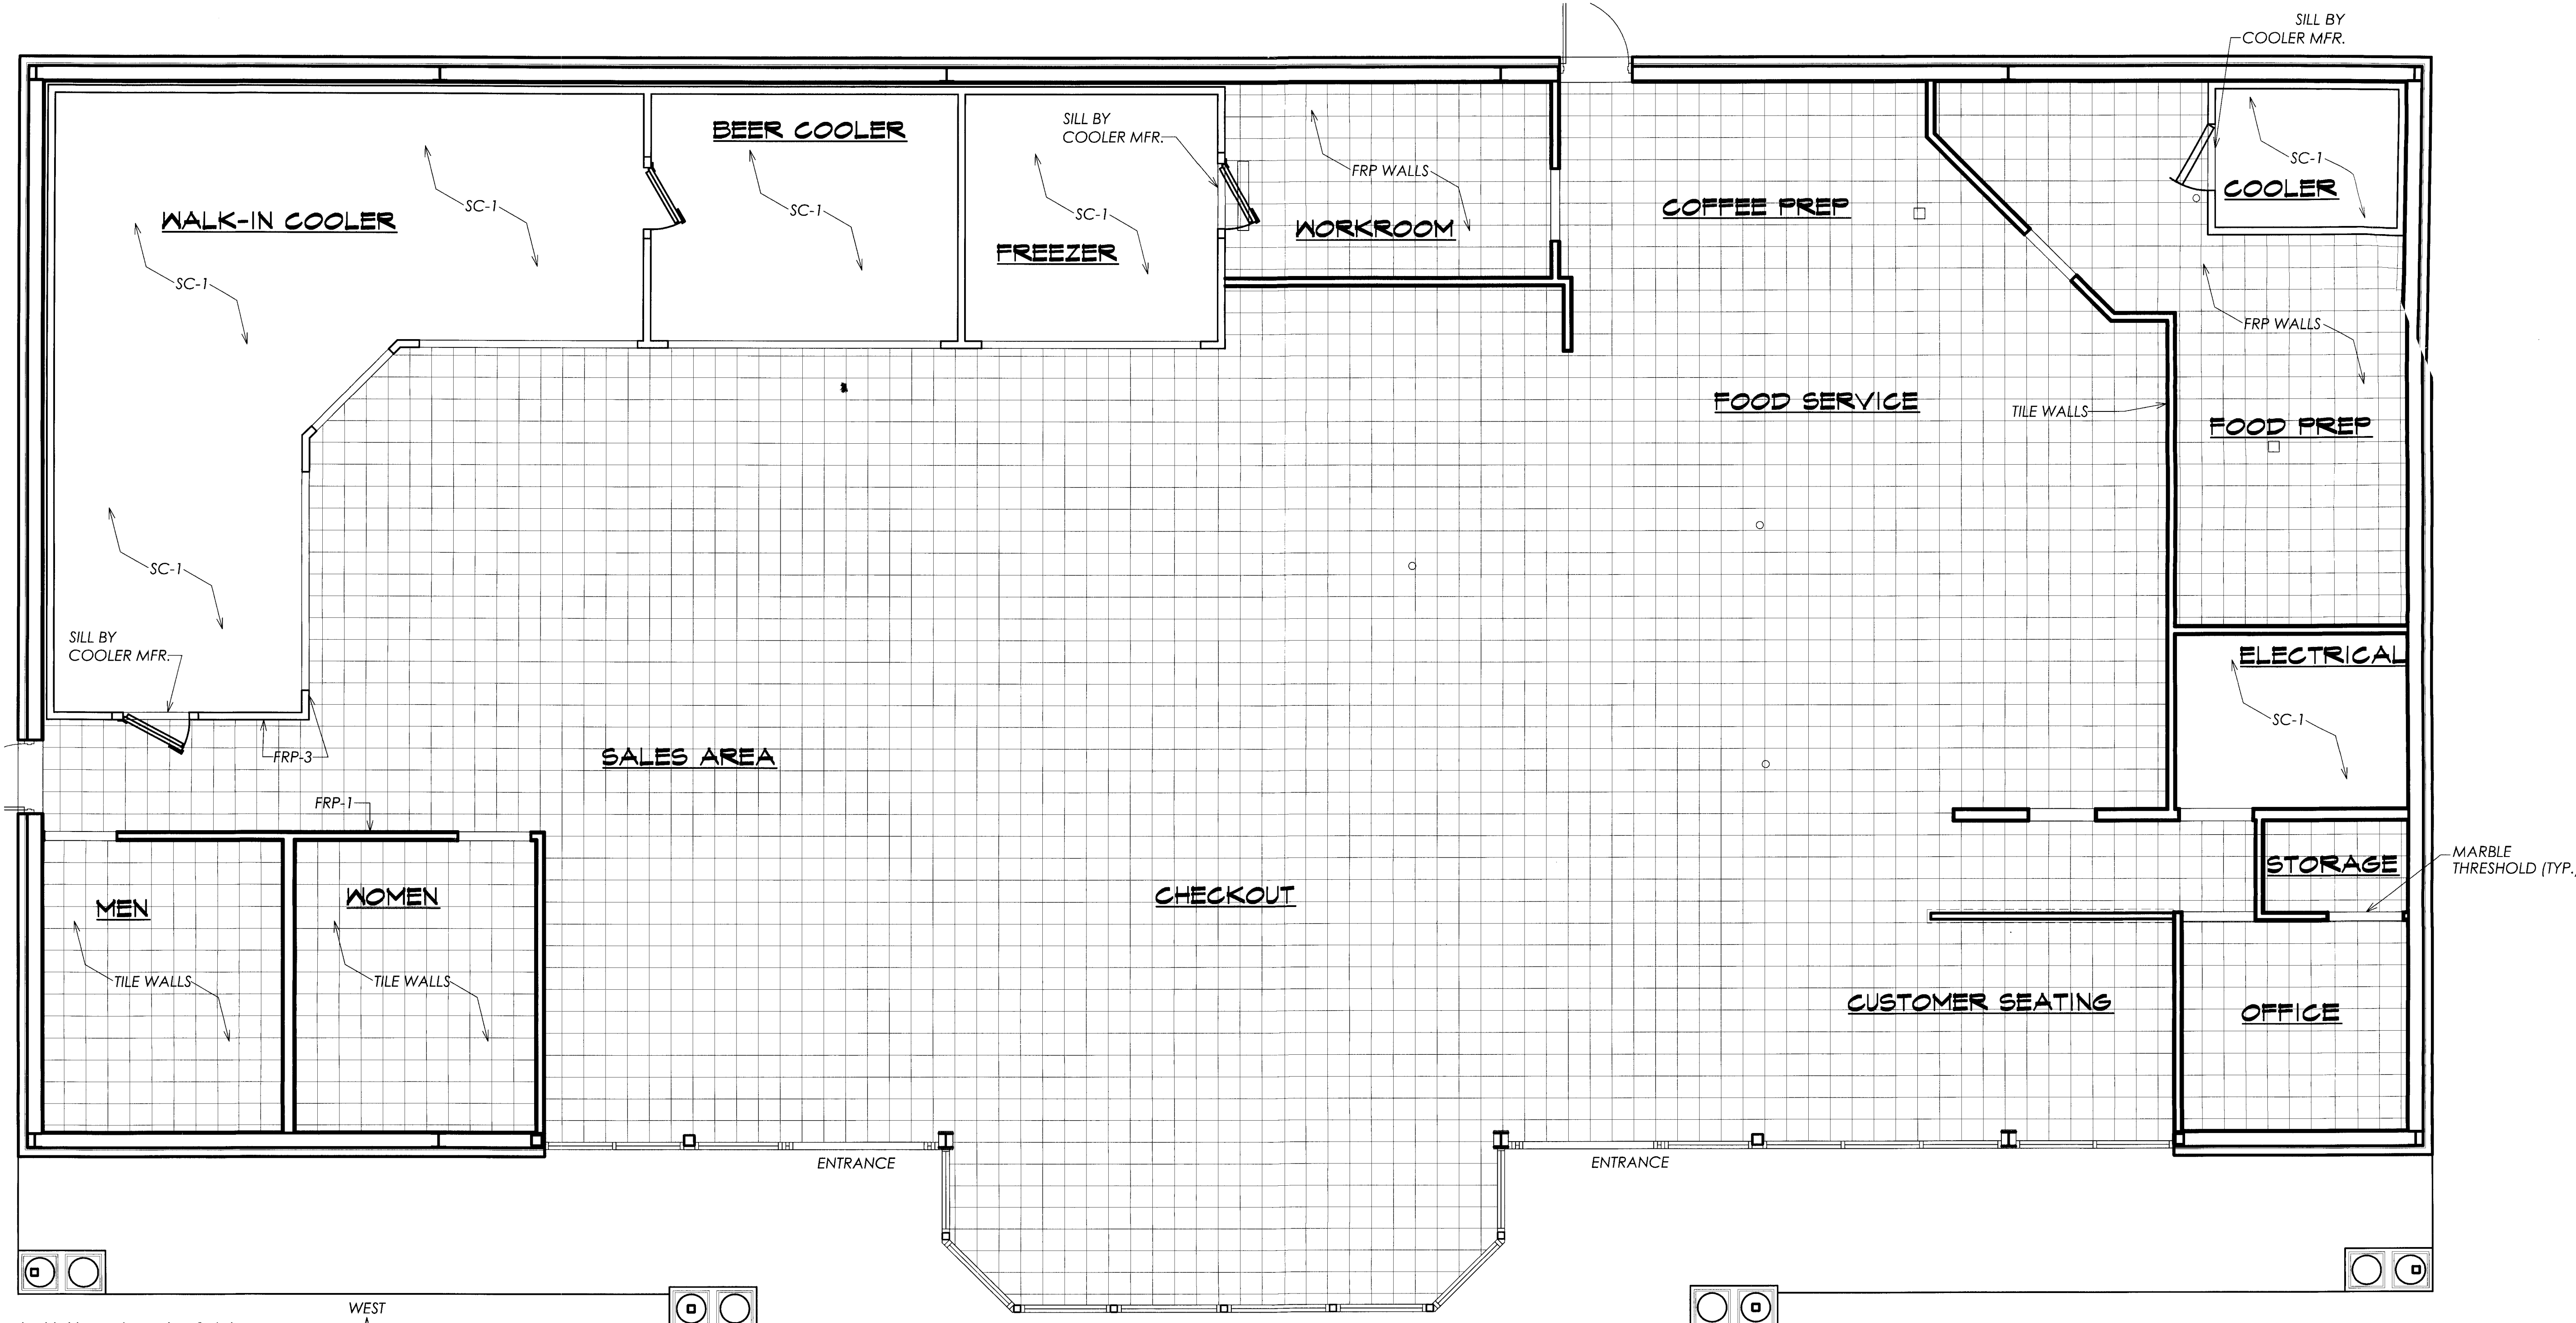 SILL BY
COOLER MFR.
BEER COOLER
SILL BY
COOLER MFR.
SC-1
FRP WALLS
COOLER
WALK-IN COOLER
SC-1
SC-1
SC-1
COFFEE PREP
WORKROOM
FREEZER
SC-1
FRP WALLS
FOOD SERVICE
TILE WALLS
FOOD PREP
SC-1
SILL BY
COOLER MFR.
ELECTRICAL
SC-1
FRP-3
SALES AREA
FRP-1
MARBLE
THRESHOLD (TYP.
STORAGE
MEN
WOMEN
CHECKOUT
TILE WALLS
TILE WALLS
CUSTOMER SEATING
OFFICE
ENTRANCE
ENTRANCE
WEST